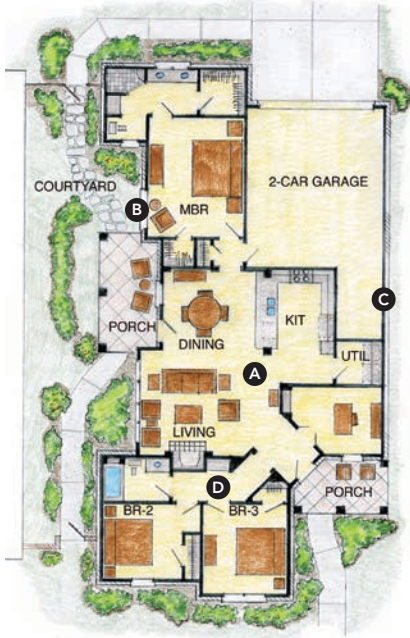 COURTYARD
B
MBR
2-CAR GARAGE
C
PORCH
DINING
KIT
UTIL
A
LIVING
D
PORCH
BR-2
BR-3